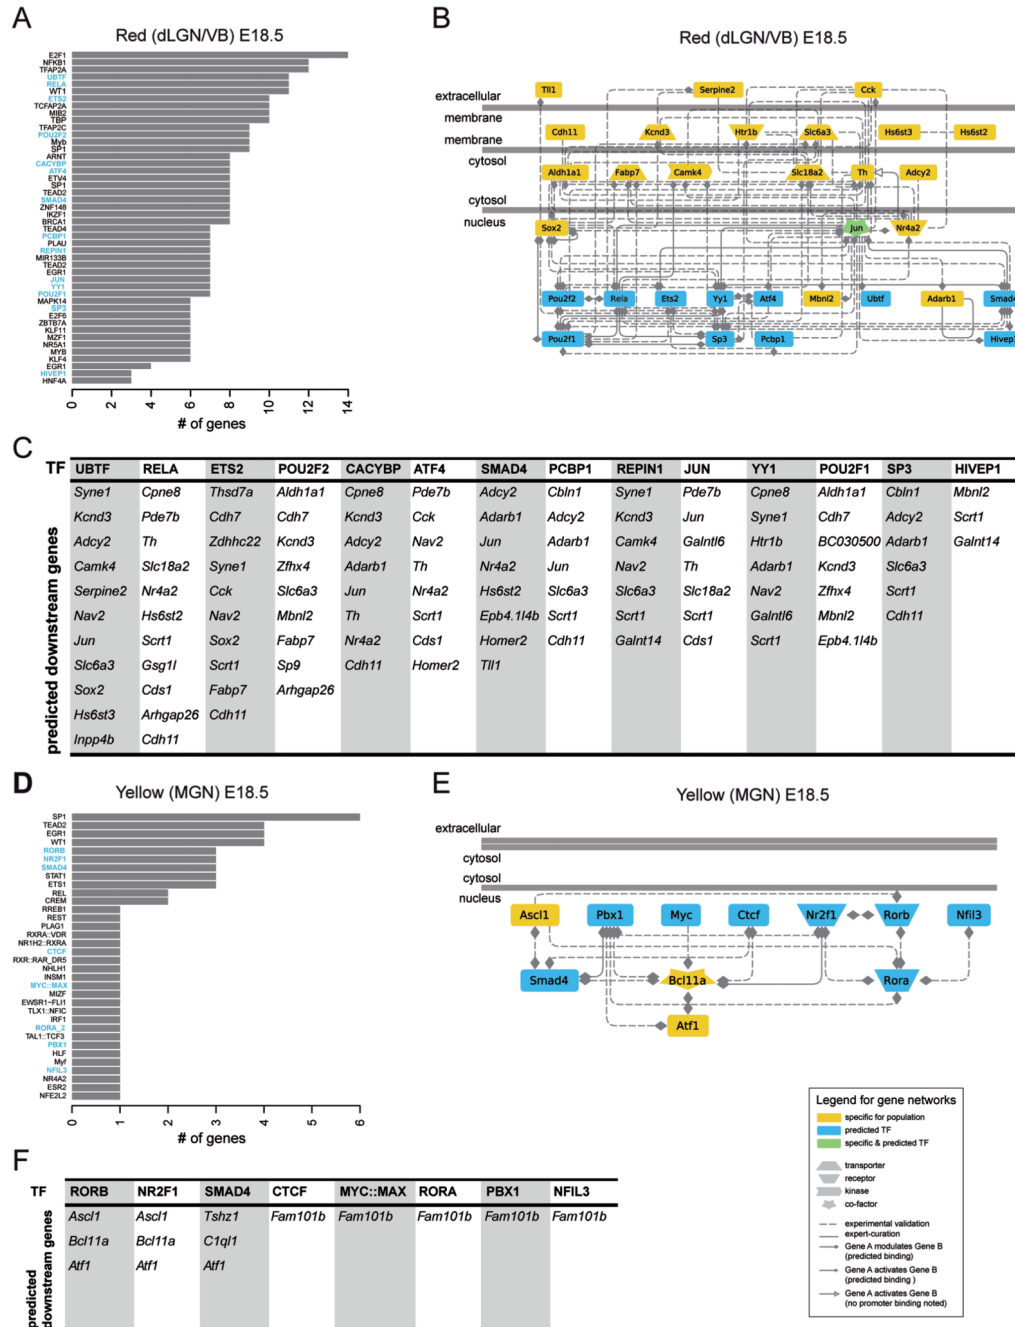 A
Red (dLGN/VB) E18.5
E2F1
NFKB1
TFAP2A
UBTF
RELA
WT1
ETS2
TCFAP2A
MIB2
TBP
TFAP2C
POU2F2
Myb
SP1
ARNT
CACYBP
ATF4
ETV4
SP1
TEAD2
SMAD4
ZNF148
IKZF1
BRCA1
TEAD4
PCBP1
PLAU
REPIN1
MIR133B
TEAD2
EGR1
JUN
YY1
POU2F1
MAPK14
SP3
E2F6
ZBTB7A
KLF11
MZF1
NR5A1
MYB
KLF4
EGR1
HIVEP1
HNF4A
0 2 4 6 8 10 12 14
# of genes
B
Red (dLGN/VB) E18.5
Tll1 Serpine2 Cck
extracellular
membrane
Cdh11 Kcnd3 Htr1b Slc6a3 Hs6st3 Hs6st2
membrane
cytosol
Aldh1a1 Fabp7 Camk4 Slc18a2 Th Adcy2
cytosol
nucleus
Sox2 Jun Nr4a2
Pou2f2 Rela Ets2 Yy1 Atf4 Mbnl2 Ubtf Adarb1 Smad4
Pou2f1 Sp3 Pcbp1 Hivep1
C
TF UBTF RELA ETS2 POU2F2 CACYBP ATF4 SMAD4 PCBP1 REPIN1 JUN YY1 POU2F1 SP3 HIVEP1
predicted downstream genes
Syne1 Cpne8 Thsd7a Aldh1a1 Cpne8 Pde7b Adcy2 Cbln1 Syne1 Pde7b Cpne8 Aldh1a1 Cbln1 Mbnl2
Kcnd3 Pde7b Cdh7 Cdh7 Kcnd3 Cck Adarb1 Adcy2 Kcnd3 Jun Syne1 Cdh7 Adcy2 Scrt1
Adcy2 Th Zdhhc22 Kcnd3 Adcy2 Nav2 Jun Adarb1 Camk4 Galntl6 Htr1b BC030500 Adarb1 Galnt14
Camk4 Slc18a2 Syne1 Zfhx4 Adarb1 Th Nr4a2 Jun Nav2 Th Adarb1 Kcnd3 Slc6a3
Serpine2 Nr4a2 Cck Slc6a3 Jun Nr4a2 Hs6st2 Slc6a3 Slc6a3 Slc18a2 Nav2 Zfhx4 Scrt1
Nav2 Hs6st2 Nav2 Mbnl2 Th Scrt1 Epb4.1l4b Scrt1 Scrt1 Scrt1 Galntl6 Mbnl2 Cdh11
Jun Scrt1 Sox2 Fabp7 Nr4a2 Cds1 Homer2 Cdh11 Galnt14 Cds1 Scrt1 Epb4.1l4b
Slc6a3 Gsg1l Scrt1 Sp9 Cdh11 Homer2 Tll1
Sox2 Cds1 Fabp7 Arhgap26
Hs6st3 Arhgap26 Cdh11
Inpp4b Cdh11
D
Yellow (MGN) E18.5
SP1
TEAD2
EGR1
WT1
RORB
NR2F1
SMAD4
STAT1
ETS1
REL
CREM
RREB1
REST
PLAG1
RXRA::VDR
NR1H2::RXRA
CTCF
RXR::RAR_DR5
NHLH1
INSM1
MYC::MAX
MIZF
EWSR1-FLI1
TLX1::NFIC
IRF1
RORA_2
TAL1::TCF3
PBX1
HLF
Myf
NFIL3
NR4A2
ESR2
NFE2L2
0 1 2 3 4 5 6
# of genes
E
Yellow (MGN) E18.5
extracellular
cytosol
cytosol
nucleus
Ascl1 Pbx1 Myc Ctcf Nr2f1 Rorb Nfil3
Smad4 Bcl11a Rora
Atf1
Legend for gene networks
specific for population
predicted TF
specific & predicted TF
transporter
receptor
kinase
co-factor
experimental validation
expert-curation
Gene A modulates Gene B
(predicted binding)
Gene A activates Gene B
(predicted binding )
Gene A activates Gene B
(no promoter binding noted)
F
TF RORB NR2F1 SMAD4 CTCF MYC::MAX RORA PBX1 NFIL3
predicted
downstream genes
Ascl1 Ascl1 Tshz1 Fam101b Fam101b Fam101b Fam101b Fam101b
Bcl11a Bcl11a C1ql1
Atf1 Atf1 Atf1